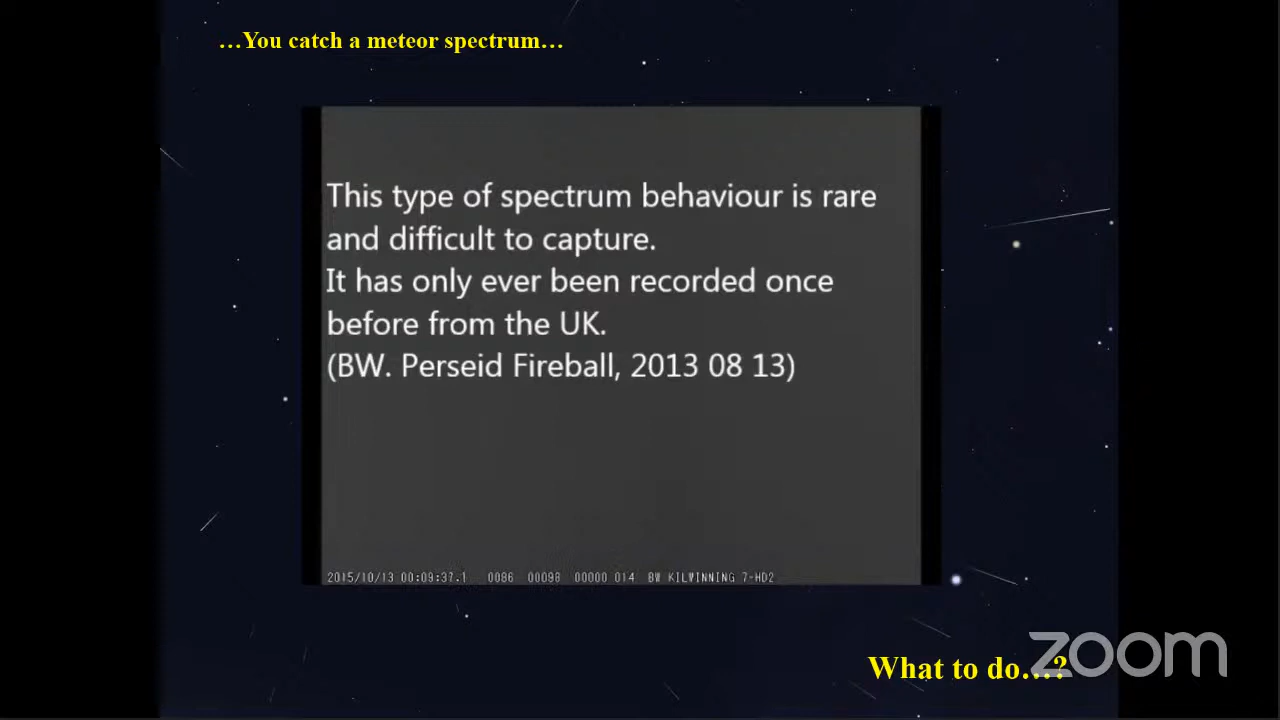 …You catch a meteor spectrum…
This type of spectrum behaviour is rare
and difficult to capture.
It has only ever been recorded once
before from the UK.
(BW. Perseid Fireball, 2013 08 13)
2015/10/13 00:09:37.1 0086 00098 00000 014 BW KILWINNING 7-HD2
What to do…?
zoom